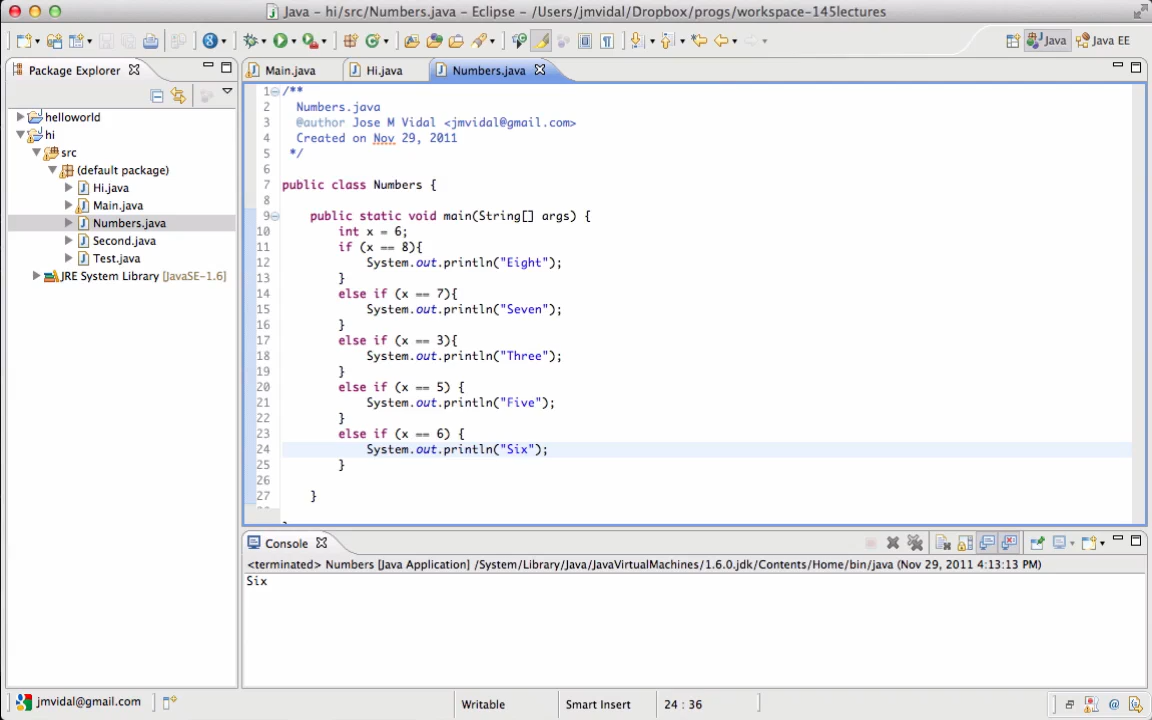 Java - hi/src/Numbers.java - Eclipse - /Users/jmvidal/Dropbox/progs/workspace-145lectures
Java
Java EE
Package Explorer
Main.java
Hi.java
Numbers.java
helloworld
hi
src
(default package)
Hi.java
Main.java
Numbers.java
Second.java
Test.java
JRE System Library [JavaSE-1.6]
1 /**
2 Numbers.java
3 @author Jose M Vidal <jmvidal@gmail.com>
4 Created on Nov 29, 2011
5 */
6
7 public class Numbers {
8
9 public static void main(String[] args) {
10 int x = 6;
11 if (x == 8){
12 System.out.println("Eight");
13 }
14 else if (x == 7){
15 System.out.println("Seven");
16 }
17 else if (x == 3){
18 System.out.println("Three");
19 }
20 else if (x == 5) {
21 System.out.println("Five");
22 }
23 else if (x == 6) {
24 System.out.println("Six");
25 }
26
27 }
Console
<terminated> Numbers [Java Application] /System/Library/Java/JavaVirtualMachines/1.6.0.jdk/Contents/Home/bin/java (Nov 29, 2011 4:13:13 PM)
Six
jmvidal@gmail.com
Writable
Smart Insert
24 : 36